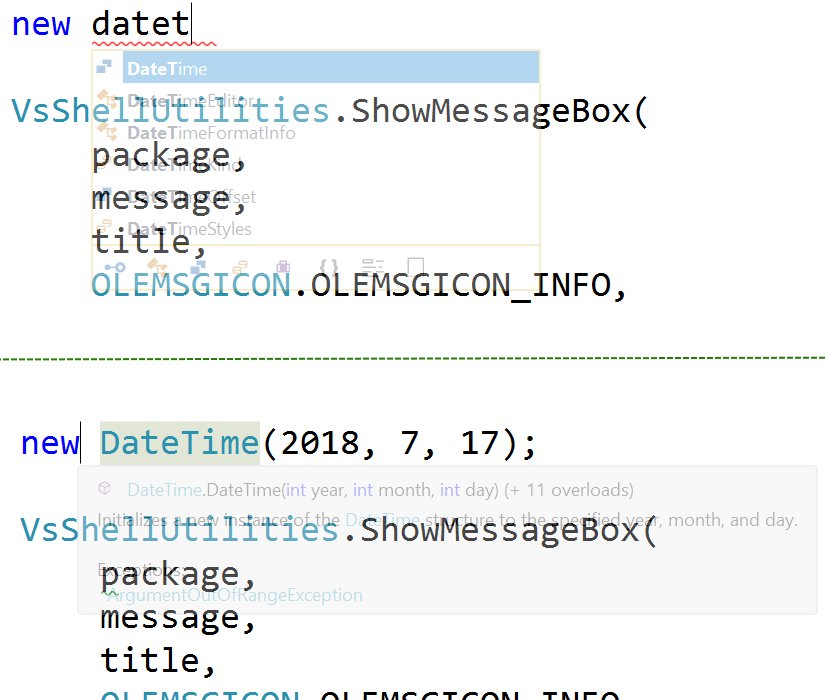 new datet
DateTime
DateTimeEditor
VsShellUtilities.ShowMessageBox(
DateTimeFormatInfo
package,
DateTimeKind
message,
DateTimeOffset
DateTimeStyles
title,
{ }
OLEMSGICON.OLEMSGICON_INFO,
new DateTime(2018, 7, 17);
DateTime.DateTime(int year, int month, int day) (+ 11 overloads)
Initializes a new instance of the DateTime structure to the specified year, month, and day.
VsShellUtilities.ShowMessageBox(
Exceptions:
package,
ArgumentOutOfRangeException
message,
title,
OLEMSGICON.OLEMSGICON_INFO,